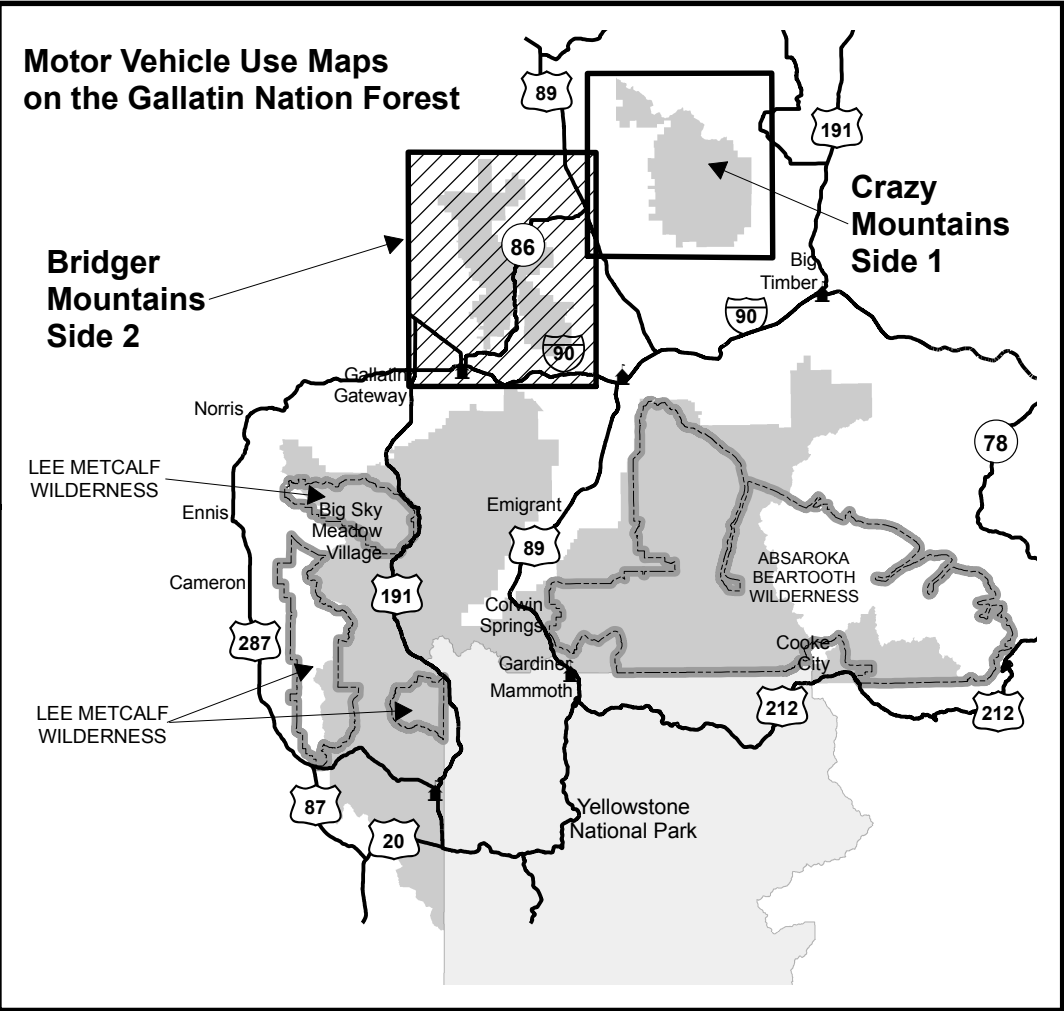 Motor Vehicle Use Maps
on the Gallatin Nation Forest
89
191
Crazy
Mountains
Side 1
86
Bridger
Mountains
Side 2
Big
Timber
90
90
Gallatin
Gateway
Norris
78
LEE METCALF
WILDERNESS
Ennis
Big Sky
Meadow
Village
Emigrant
89
ABSAROKA
BEARTOOTH
WILDERNESS
Cameron
191
Corwin
Springs
287
Gardiner
Mammoth
Cooke
City
LEE METCALF
WILDERNESS
212
212
87
20
Yellowstone
National Park